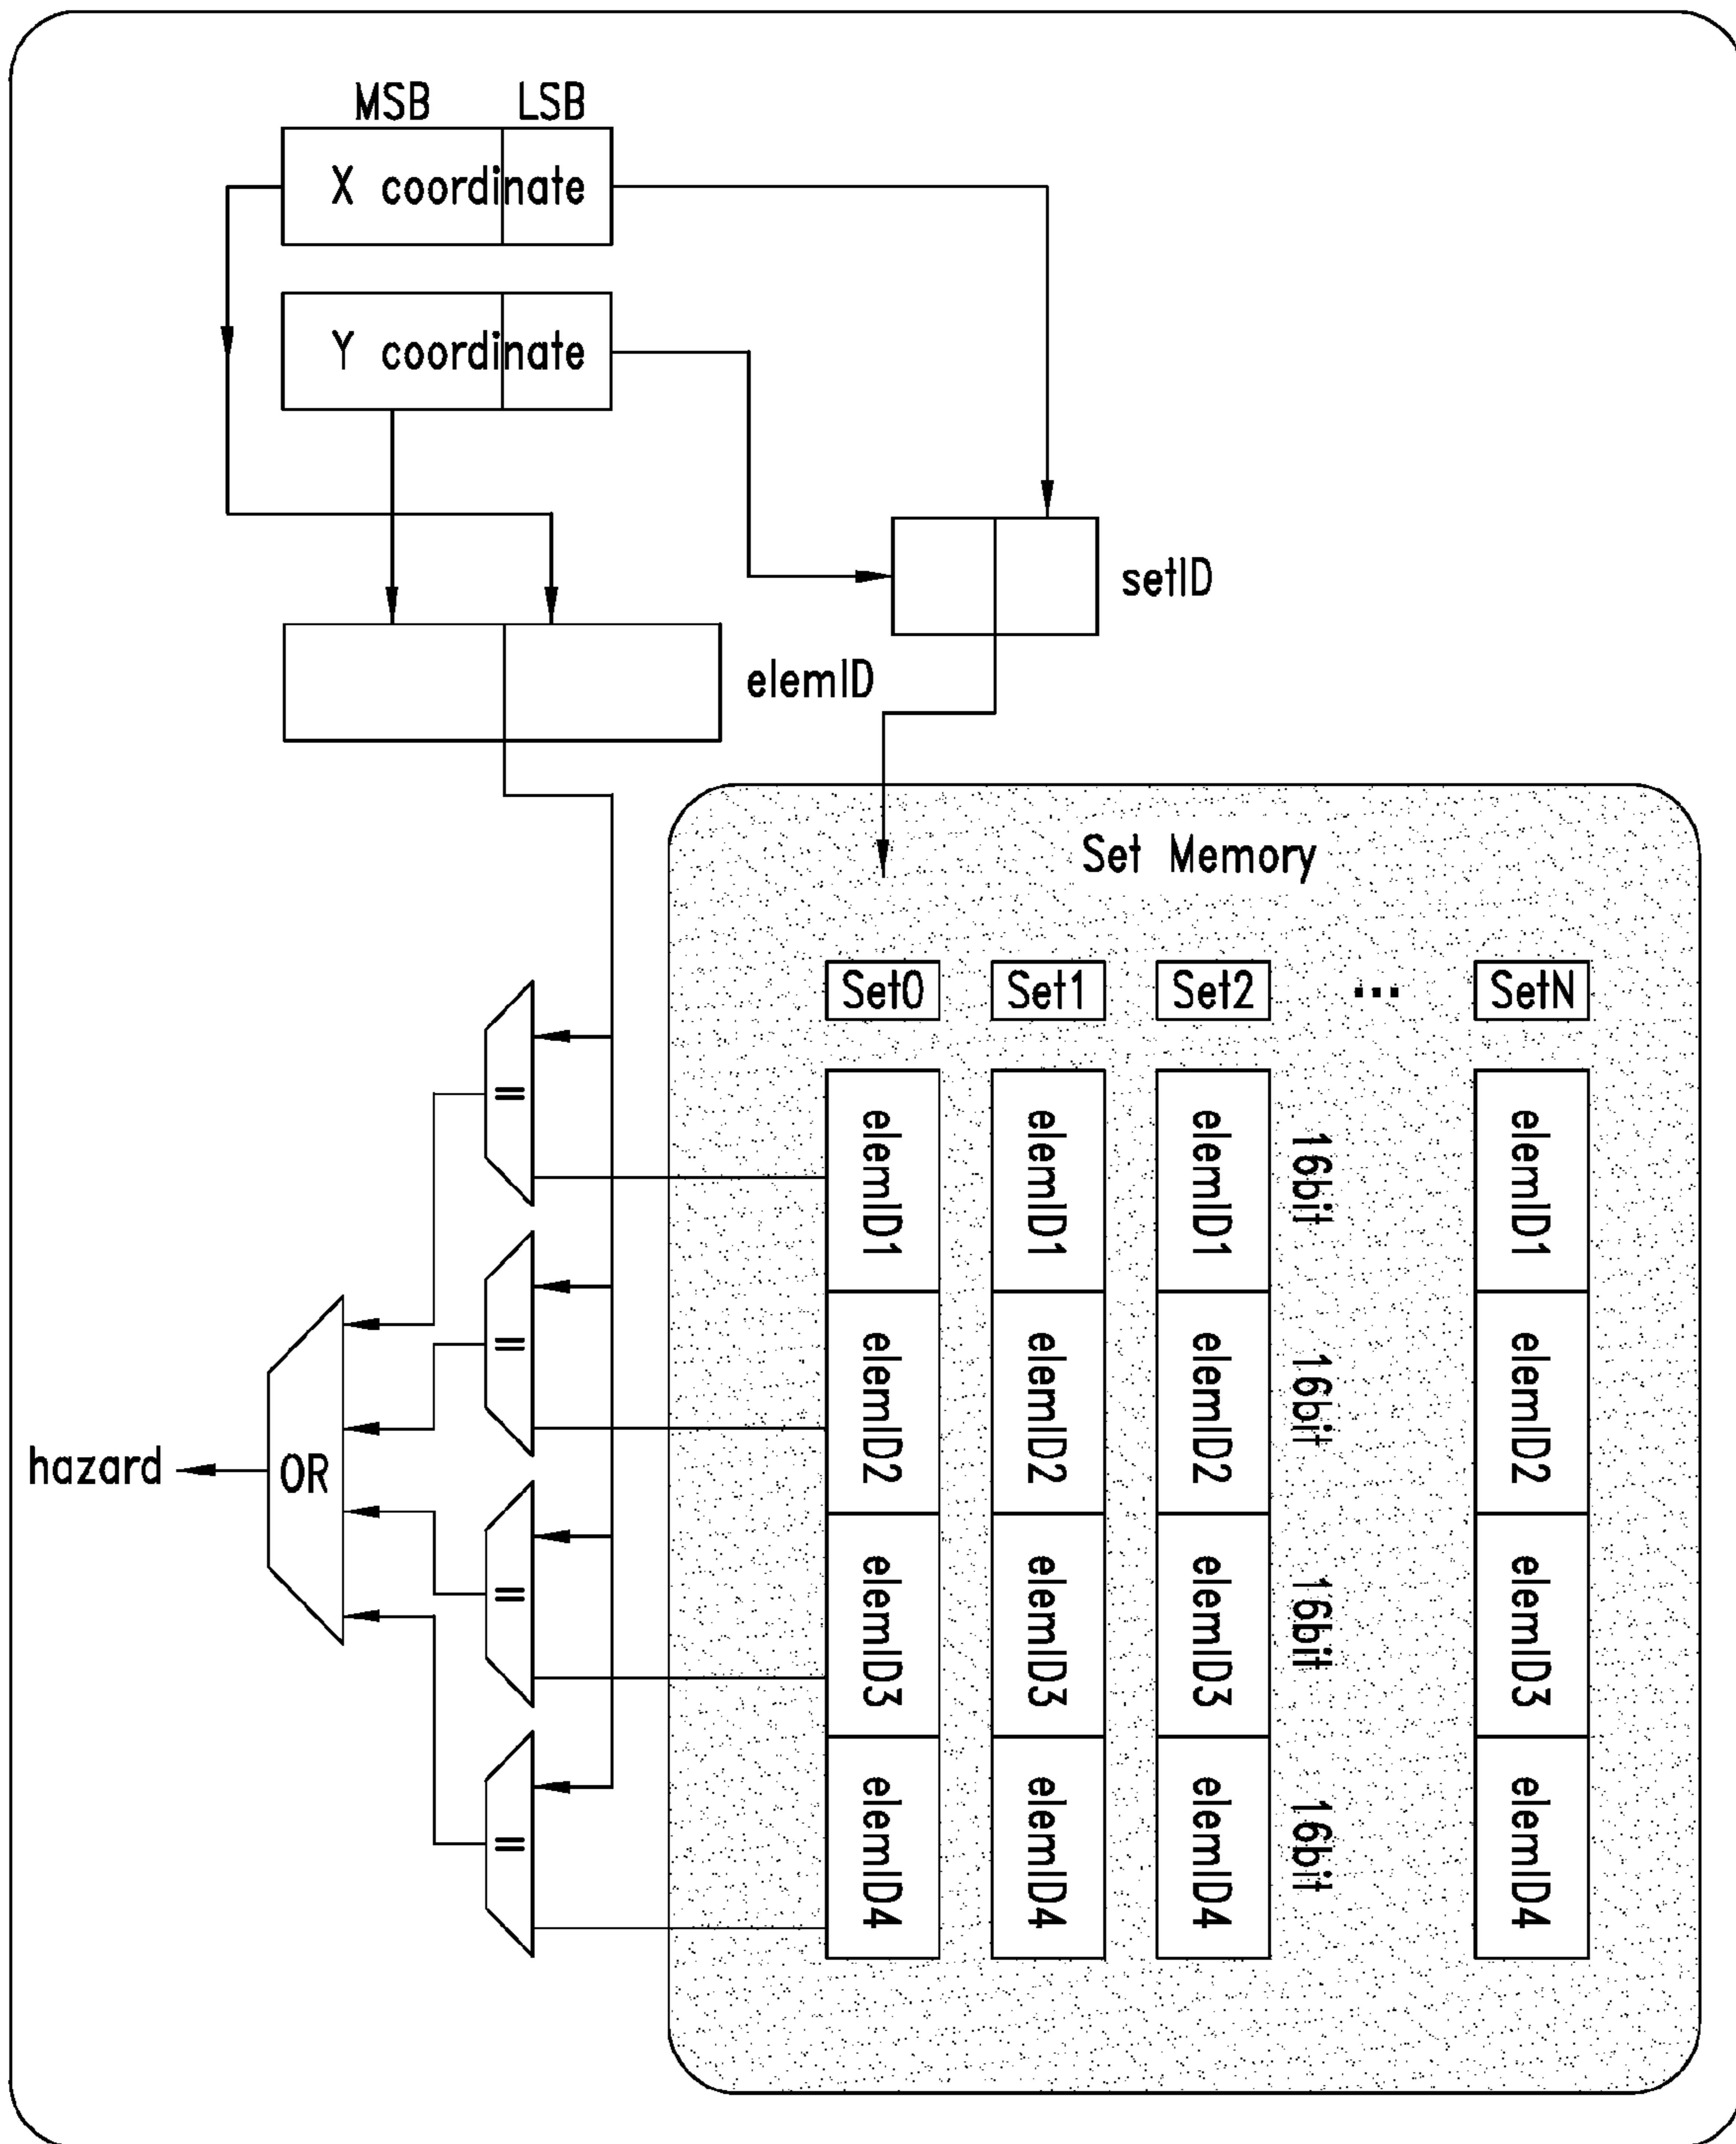 MSB LSB
X coordinate
Y coordinate
setID
elemID
Set Memory
Set0 Set1 Set2 ... SetN
elemID1 elemID1 elemID1 16bit elemID1
elemID2 elemID2 elemID2 16bit elemID2
elemID3 elemID3 elemID3 16bit elemID3
elemID4 elemID4 elemID4 16bit elemID4
=
=
=
=
OR
hazard